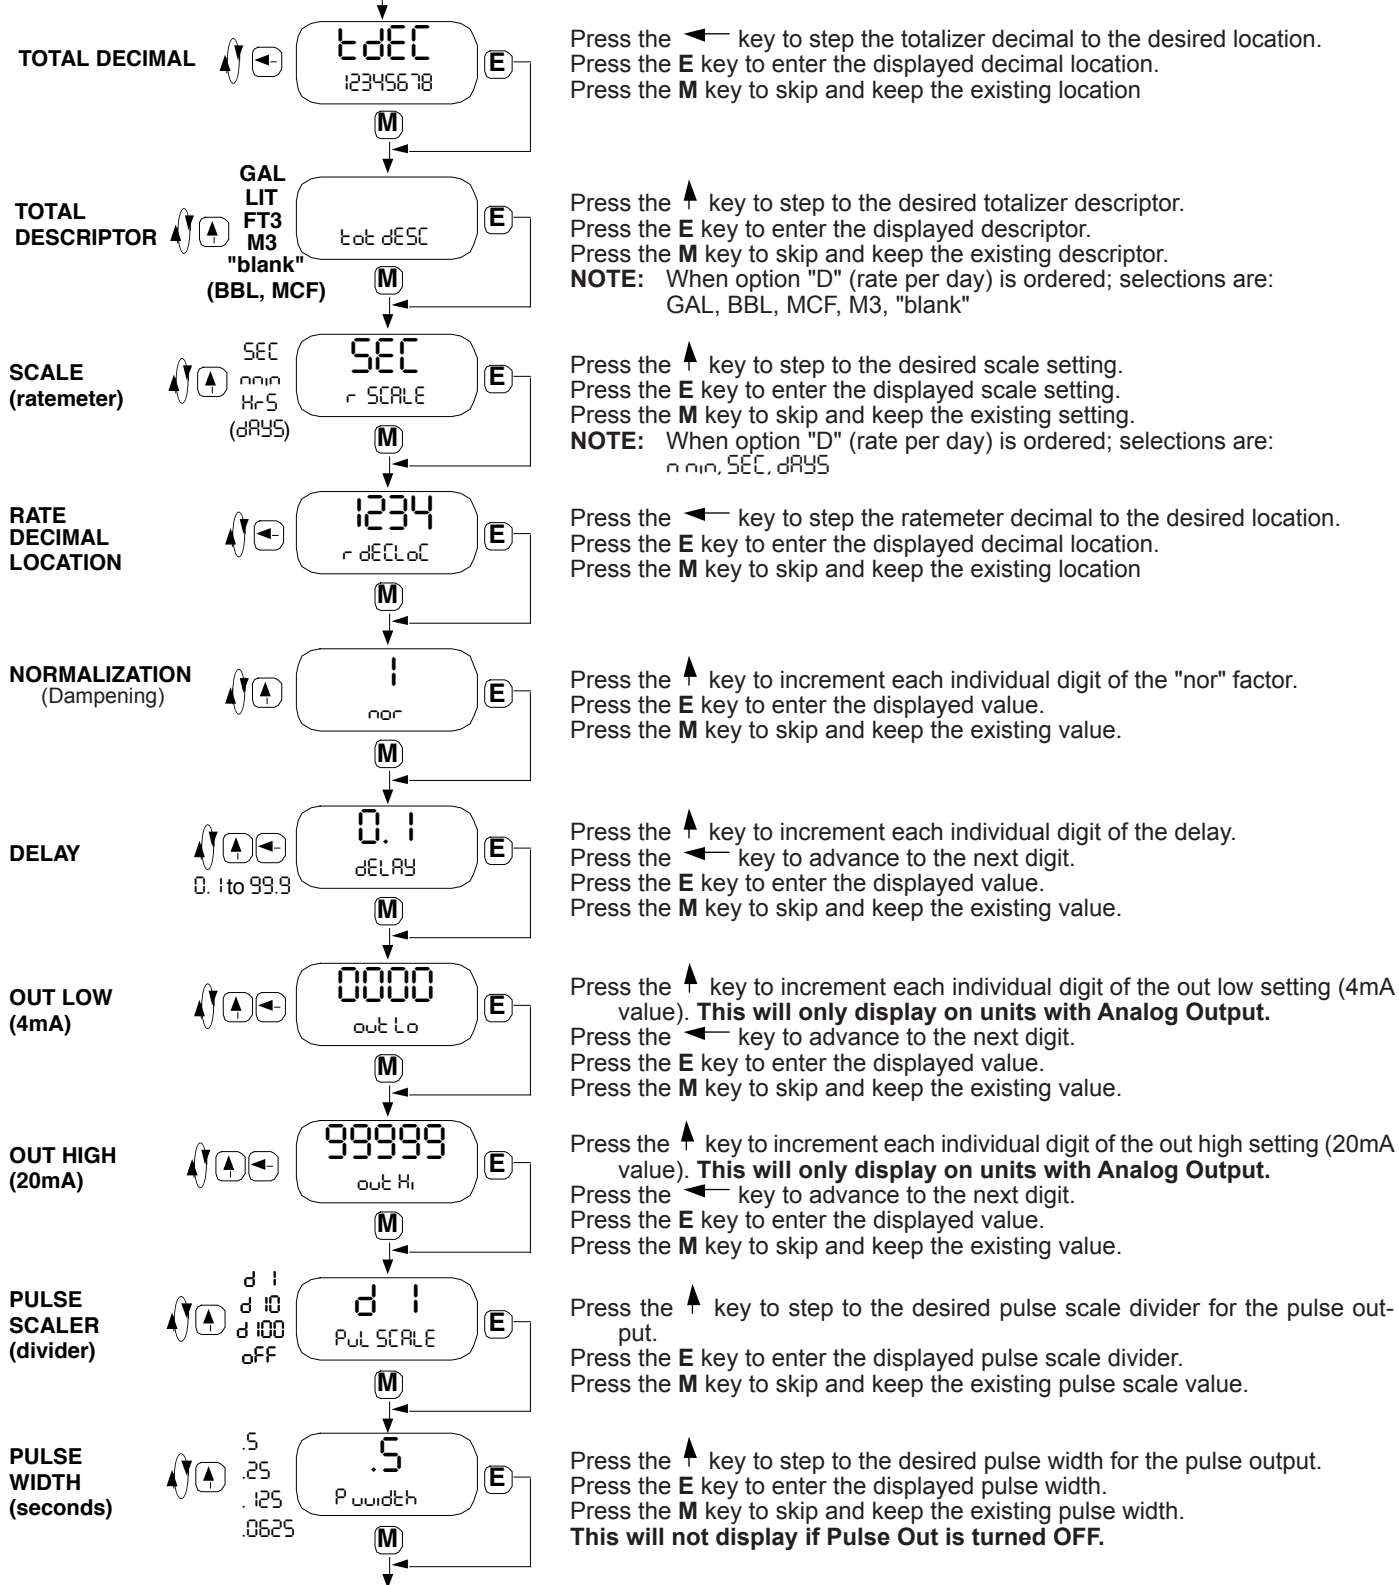 TOTAL DECIMAL
tdEC
12345678
E
M
Press the key to step the totalizer decimal to the desired location.
Press the E key to enter the displayed decimal location.
Press the M key to skip and keep the existing location
TOTAL
DESCRIPTOR
GAL
LIT
FT3
M3
"blank"
(BBL, MCF)
tot dESC
E
M
Press the key to step to the desired totalizer descriptor.
Press the E key to enter the displayed descriptor.
Press the M key to skip and keep the existing descriptor.
NOTE: When option "D" (rate per day) is ordered; selections are:
GAL, BBL, MCF, M3, "blank"
SCALE
(ratemeter)
SEC
nnin
HrS
(dAYS)
SEC
r SCALE
E
M
Press the key to step to the desired scale setting.
Press the E key to enter the displayed scale setting.
Press the M key to skip and keep the existing setting.
NOTE: When option "D" (rate per day) is ordered; selections are:
n nin, SEC, dAYS
RATE
DECIMAL
LOCATION
1234
r dECLoC
E
M
Press the key to step the ratemeter decimal to the desired location.
Press the E key to enter the displayed decimal location.
Press the M key to skip and keep the existing location
NORMALIZATION
(Dampening)
1
nor
E
M
Press the key to increment each individual digit of the "nor" factor.
Press the E key to enter the displayed value.
Press the M key to skip and keep the existing value.
DELAY
0.1 to 99.9
0.1
dELAY
E
M
Press the key to increment each individual digit of the delay.
Press the key to advance to the next digit.
Press the E key to enter the displayed value.
Press the M key to skip and keep the existing value.
OUT LOW
(4mA)
0000
out Lo
E
M
Press the key to increment each individual digit of the out low setting (4mA
value). This will only display on units with Analog Output.
Press the key to advance to the next digit.
Press the E key to enter the displayed value.
Press the M key to skip and keep the existing value.
OUT HIGH
(20mA)
99999
out Hi
E
M
Press the key to increment each individual digit of the out high setting (20mA
value). This will only display on units with Analog Output.
Press the key to advance to the next digit.
Press the E key to enter the displayed value.
Press the M key to skip and keep the existing value.
PULSE
SCALER
(divider)
d 1
d 10
d 100
oFF
d 1
PuL SCALE
E
M
Press the key to step to the desired pulse scale divider for the pulse out-
put.
Press the E key to enter the displayed pulse scale divider.
Press the M key to skip and keep the existing pulse scale value.
PULSE
WIDTH
(seconds)
.5
.25
.125
.0625
.5
P uuidth
E
M
Press the key to step to the desired pulse width for the pulse output.
Press the E key to enter the displayed pulse width.
Press the M key to skip and keep the existing pulse width.
This will not display if Pulse Out is turned OFF.